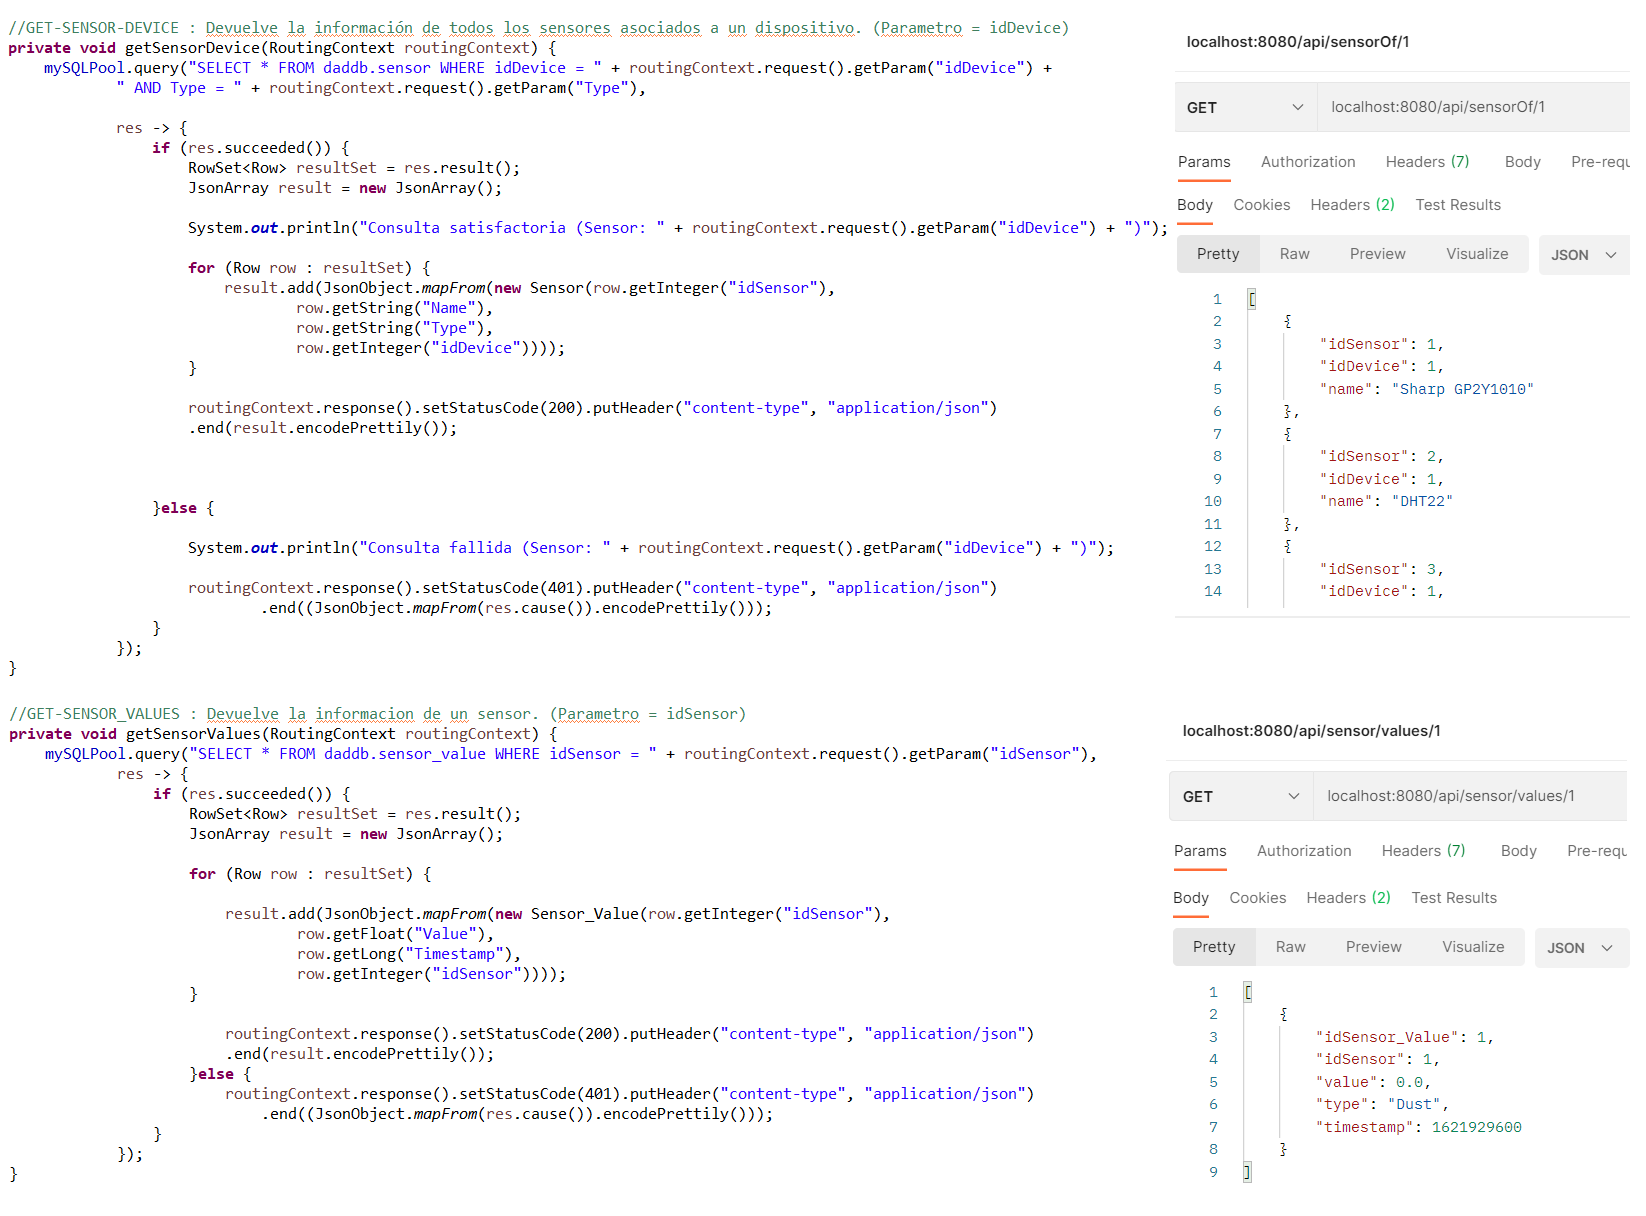 //GET-SENSOR-DEVICE : Devuelve la información de todos los sensores asociados a un dispositivo. (Parametro = idDevice)
private void getSensorDevice(RoutingContext routingContext) {
mySQLPool.query("SELECT * FROM daddb.sensor WHERE idDevice = " + routingContext.request().getParam("idDevice") +
" AND Type = " + routingContext.request().getParam("Type"),
res -> {
if (res.succeeded()) {
RowSet<Row> resultSet = res.result();
JsonArray result = new JsonArray();
System.out.println("Consulta satisfactoria (Sensor: " + routingContext.request().getParam("idDevice") + ")");
for (Row row : resultSet) {
result.add(JsonObject.mapFrom(new Sensor(row.getInteger("idSensor"),
row.getString("Name"),
row.getString("Type"),
row.getInteger("idDevice"))));
}
routingContext.response().setStatusCode(200).putHeader("content-type", "application/json")
.end(result.encodePrettily());
}else {
System.out.println("Consulta fallida (Sensor: " + routingContext.request().getParam("idDevice") + ")");
routingContext.response().setStatusCode(401).putHeader("content-type", "application/json")
.end((JsonObject.mapFrom(res.cause()).encodePrettily()));
}
});
}
localhost:8080/api/sensorOf/1
GET localhost:8080/api/sensorOf/1
Params Authorization Headers (7) Body Pre-requ
Body Cookies Headers (2) Test Results
Pretty Raw Preview Visualize JSON
1 [
2 {
3 "idSensor": 1,
4 "idDevice": 1,
5 "name": "Sharp GP2Y1010"
6 },
7 {
8 "idSensor": 2,
9 "idDevice": 1,
10 "name": "DHT22"
11 },
12 {
13 "idSensor": 3,
14 "idDevice": 1,
//GET-SENSOR_VALUES : Devuelve la informacion de un sensor. (Parametro = idSensor)
private void getSensorValues(RoutingContext routingContext) {
mySQLPool.query("SELECT * FROM daddb.sensor_value WHERE idSensor = " + routingContext.request().getParam("idSensor"),
res -> {
if (res.succeeded()) {
RowSet<Row> resultSet = res.result();
JsonArray result = new JsonArray();
for (Row row : resultSet) {
result.add(JsonObject.mapFrom(new Sensor_Value(row.getInteger("idSensor"),
row.getFloat("Value"),
row.getLong("Timestamp"),
row.getInteger("idSensor"))));
}
routingContext.response().setStatusCode(200).putHeader("content-type", "application/json")
.end(result.encodePrettily());
}else {
routingContext.response().setStatusCode(401).putHeader("content-type", "application/json")
.end((JsonObject.mapFrom(res.cause()).encodePrettily()));
}
});
}
localhost:8080/api/sensor/values/1
GET localhost:8080/api/sensor/values/1
Params Authorization Headers (7) Body Pre-requ
Body Cookies Headers (2) Test Results
Pretty Raw Preview Visualize JSON
1 [
2 {
3 "idSensor_Value": 1,
4 "idSensor": 1,
5 "value": 0.0,
6 "type": "Dust",
7 "timestamp": 1621929600
8 }
9 ]